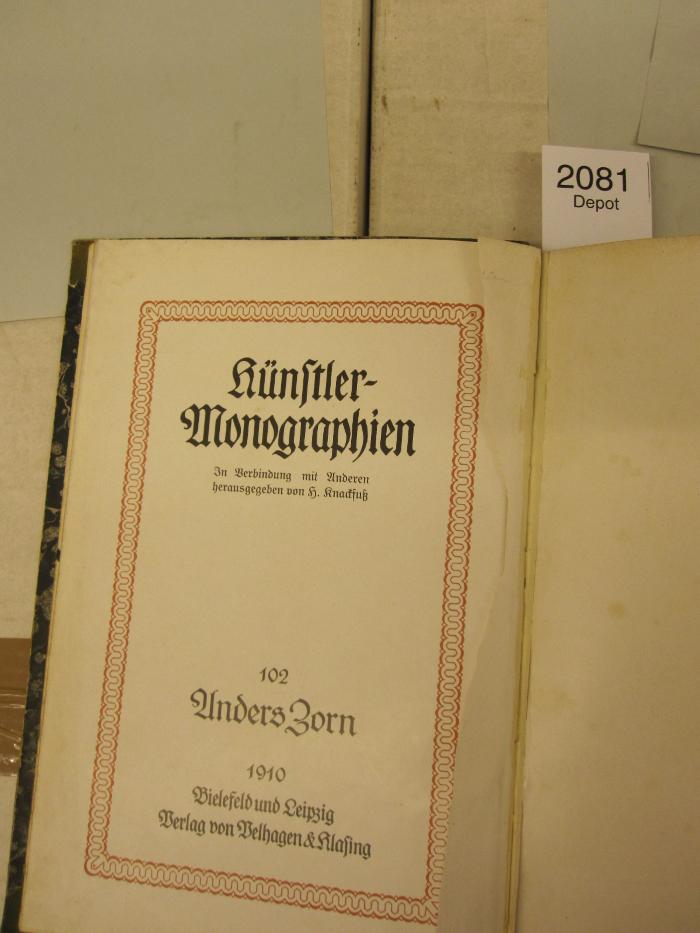 2081
Depot
Künſtler-
Monographien
In Verbindung mit Anderen
herausgegeben von H. Knackfuß
102
Anders Zorn
1910
Bielefeld und Leipzig
Verlag von Velhagen & Klaſing